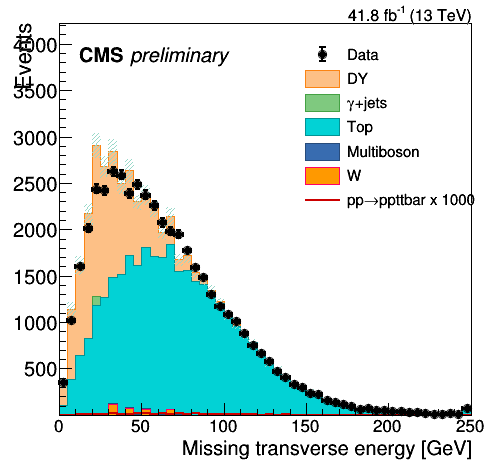 41.8 fb⁻¹ (13 TeV)
Events
CMS preliminary
Data
DY
γ+jets
Top
Multiboson
W
pp→ppttbar x 1000
4000
3500
3000
2500
2000
1500
1000
500
0 50 100 150 200 250
Missing transverse energy [GeV]